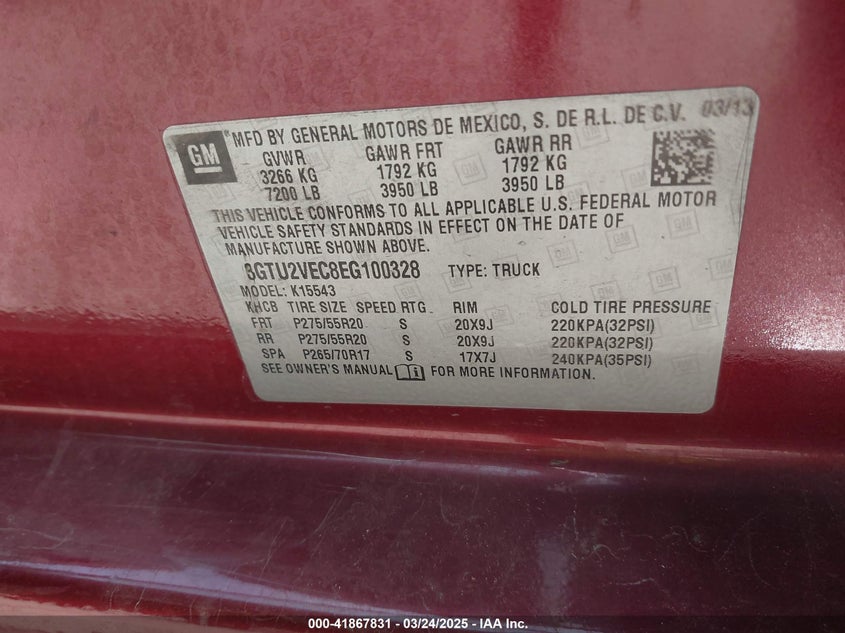 GM
MFD BY GENERAL MOTORS DE MEXICO, S. DE R.L. DE C.V. 03/13
GVWR GAWR FRT GAWR RR
3266 KG 1792 KG 1792 KG
7200 LB 3950 LB 3950 LB
THIS VEHICLE CONFORMS TO ALL APPLICABLE U.S. FEDERAL MOTOR
VEHICLE SAFETY STANDARDS IN EFFECT ON THE DATE OF
MANUFACTURE SHOWN ABOVE.
3GTU2VEC8EG100328 TYPE: TRUCK
MODEL: K15543
KHCB TIRE SIZE SPEED RTG RIM COLD TIRE PRESSURE
FRT P275/55R20 S 20X9J 220KPA(32PSI)
RR P275/55R20 S 20X9J 220KPA(32PSI)
SPA P265/70R17 S 17X7J 240KPA(35PSI)
SEE OWNER'S MANUAL FOR MORE INFORMATION.
000-41867831 - 03/24/2025 - IAA Inc.